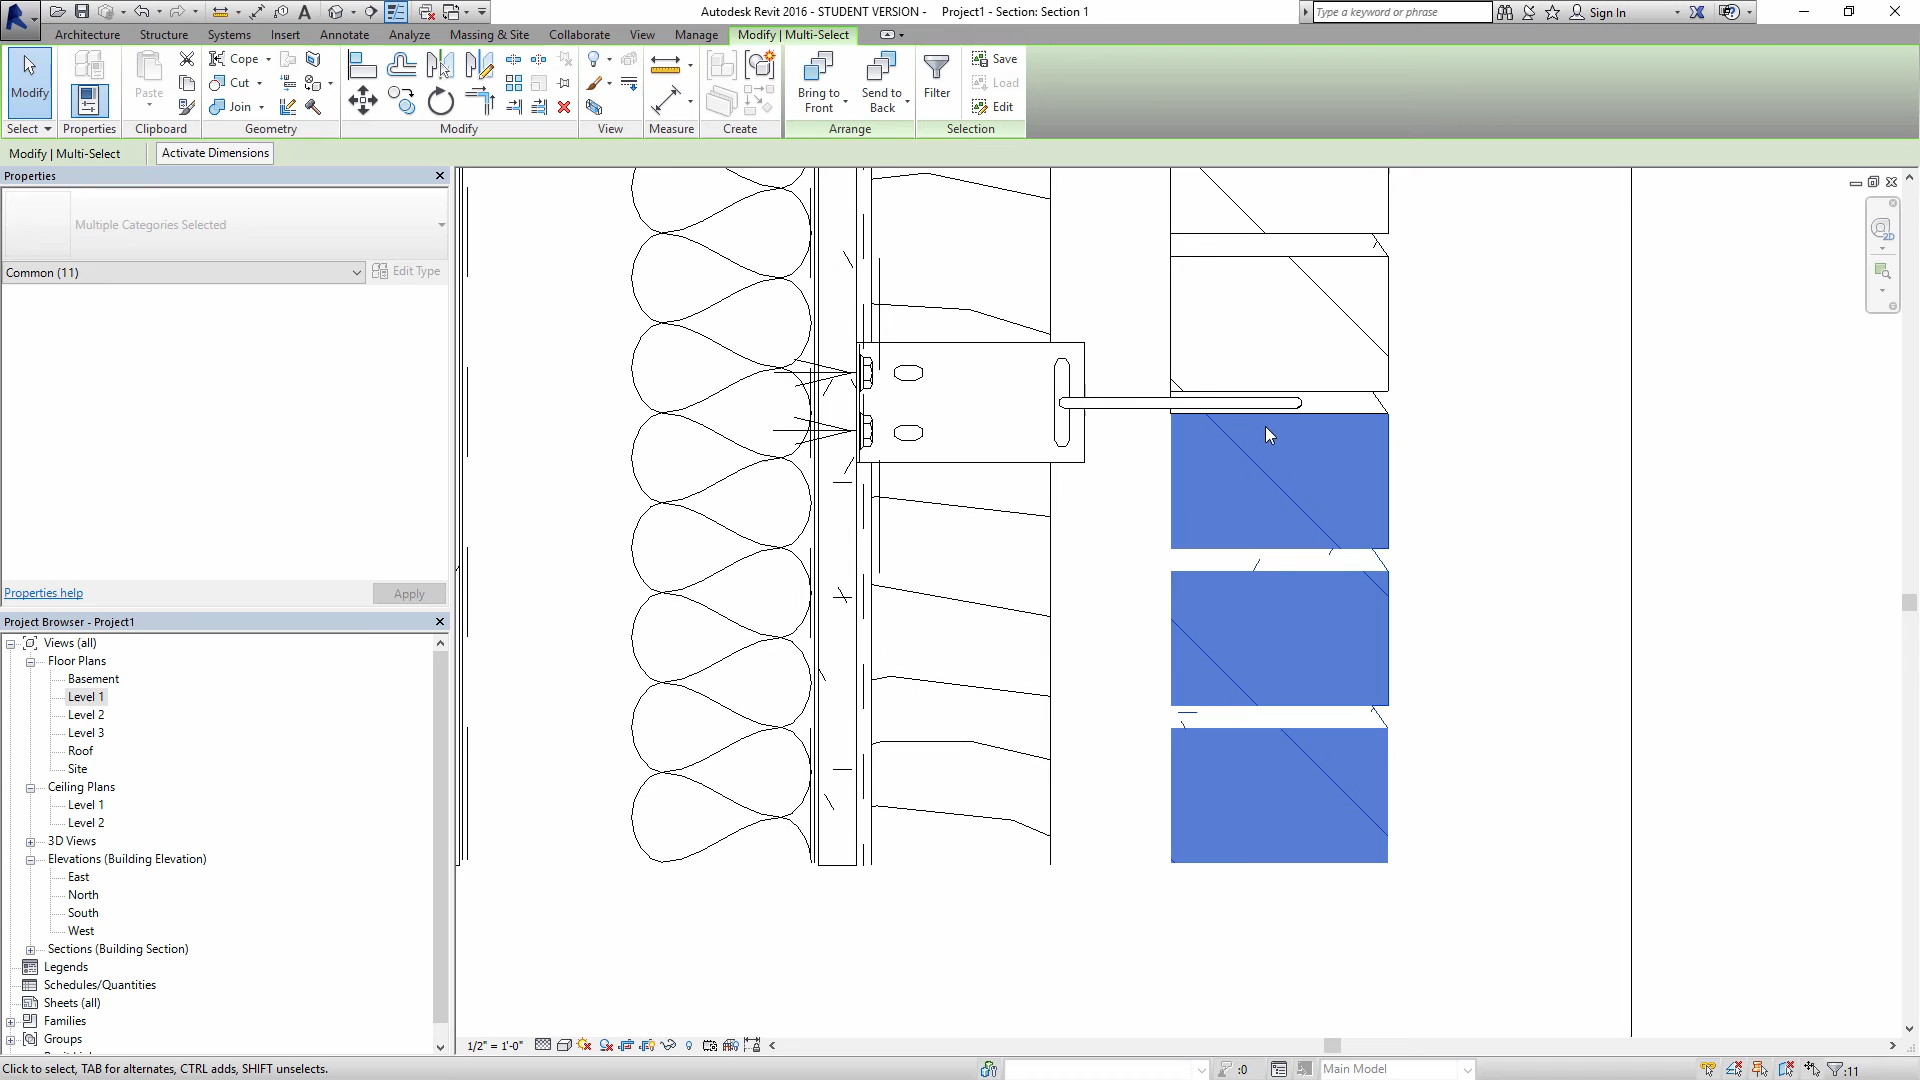 Autodesk Revit 2016 - STUDENT VERSION - Project1 - Section: Section 1
Type a keyword or phrase
Sign In
Architecture Structure Systems Insert Annotate Analyze Massing & Site Collaborate View Manage Modify | Multi-Select
Modify
Paste
Cope
Cut
Join
Bring to
Front
Send to
Back
Filter
Save
Load
Edit
Select Properties Clipboard Geometry Modify View Measure Create Arrange Selection
Modify | Multi-Select Activate Dimensions
Properties
Multiple Categories Selected
Common (11) Edit Type
Properties help Apply
Project Browser - Project1
Views (all)
Floor Plans
Basement
Level 1
Level 2
Level 3
Roof
Site
Ceiling Plans
Level 1
Level 2
3D Views
Elevations (Building Elevation)
East
North
South
West
Sections (Building Section)
Legends
Schedules/Quantities
Sheets (all)
Families
Groups
2D
1/2" = 1'-0"
Click to select, TAB for alternates, CTRL adds, SHIFT unselects.
:0
Main Model
:11